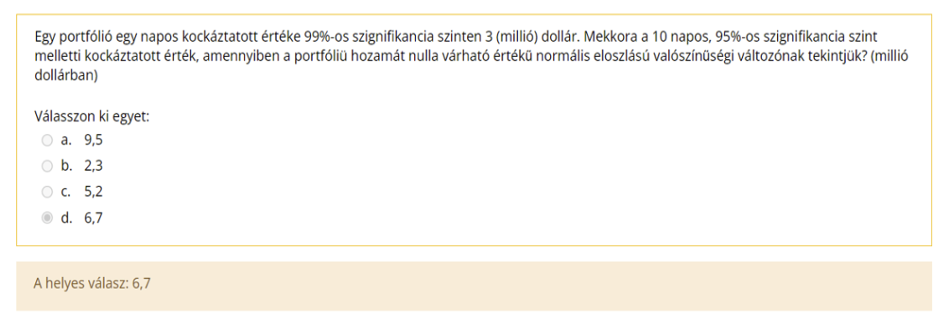 Egy portfólió egy napos kockáztatott értéke 99%-os szignifikancia szinten 3 (millió) dollár. Mekkora a 10 napos, 95%-os szignifikancia szint
melletti kockáztatott érték, amennyiben a portfóliü hozamát nulla várható értékű normális eloszlású valószínűségi változónak tekintjük? (millió
dollárban)
Válasszon ki egyet:
a. 9,5
b. 2,3
c. 5,2
d. 6,7
A helyes válasz: 6,7